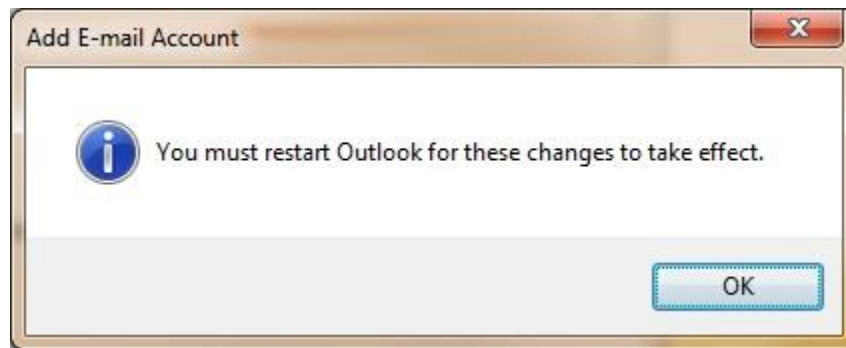 Add E-mail Account
You must restart Outlook for these changes to take effect.
OK